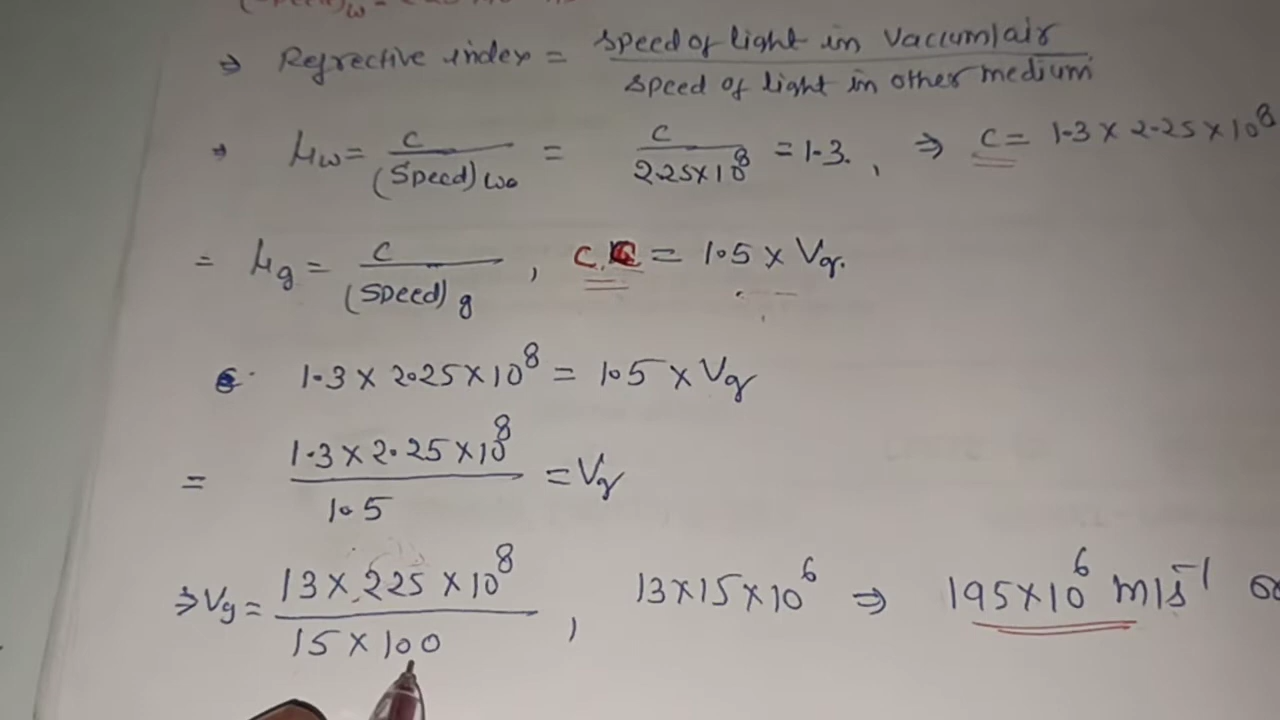 ⇒ Refrective index = speed of light in Vaccum/air / speed of light in other medium
→ μw = c / (Speed)w = c / 2.25×10^8 = 1.3. , ⇒ c = 1.3 × 2.25×10^8
= μg = c / (Speed)g , c. = 1.5 × Vg.
1.3 × 2.25×10^8 = 1.5 × Vg
= 1.3 × 2.25 ×10^8 / 1.5 = Vg
⇒ Vg = 13 × 225 ×10^8 / 15 × 100 , 13×15×10^6 ⇒ 195×10^6 m/s^-1